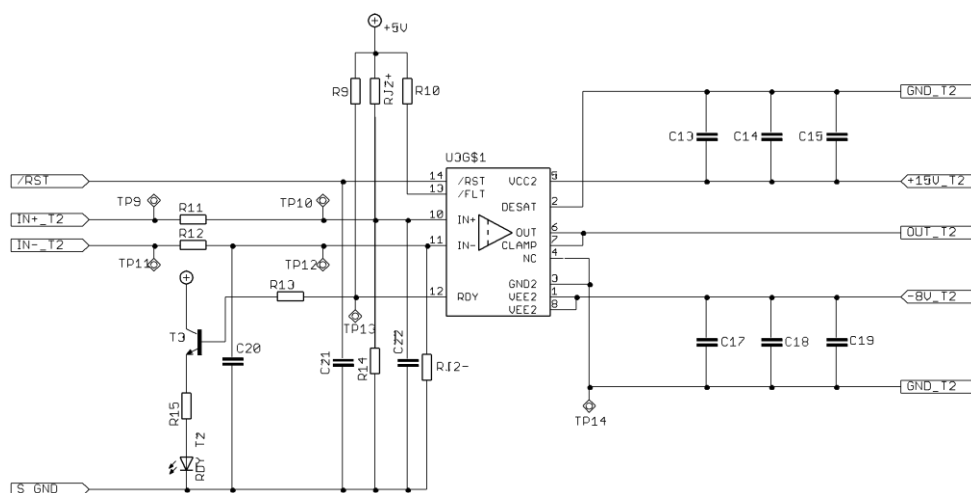 +5V
R9
RJ2+
R10
GND_T2
C13
C14
C15
U3G$1
/RST
14
/RST
VCC2
5
+15V_T2
13
/FLT
TP9
TP10
DESAT
2
IN+_T2
R11
10
IN+
OUT
6
OUT_T2
IN-_T2
R12
11
IN-
CLAMP
7
TP11
TP12
NC
4
R13
GND2
3
12
RDY
VEE2
1
-8V_T2
VEE2
8
TP13
T3
C20
C21
R14
C22
RJ2-
C17
C18
C19
GND_T2
TP14
R15
RDY T2
S_GND